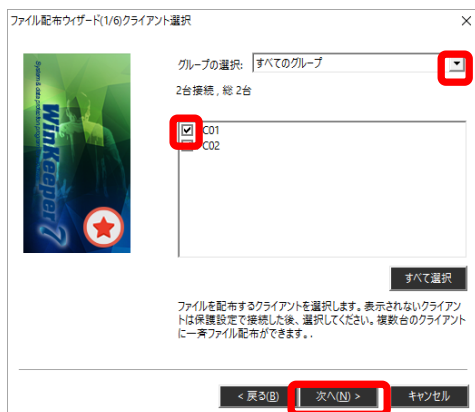 ファイル配布ウィザード(1/6)クライアント選択
グループの選択: すべてのグループ
2台接続 , 総 2台
C01
C02
System & data protection program
WinKeeper 7
すべて選択
ファイルを配布するクライアントを選択します。表示されないクライアン
トは保護設定で接続した後、選択してください。複数台のクライアント
に一斉ファイル配布ができます。.
< 戻る(B)
次へ(N) >
キャンセル